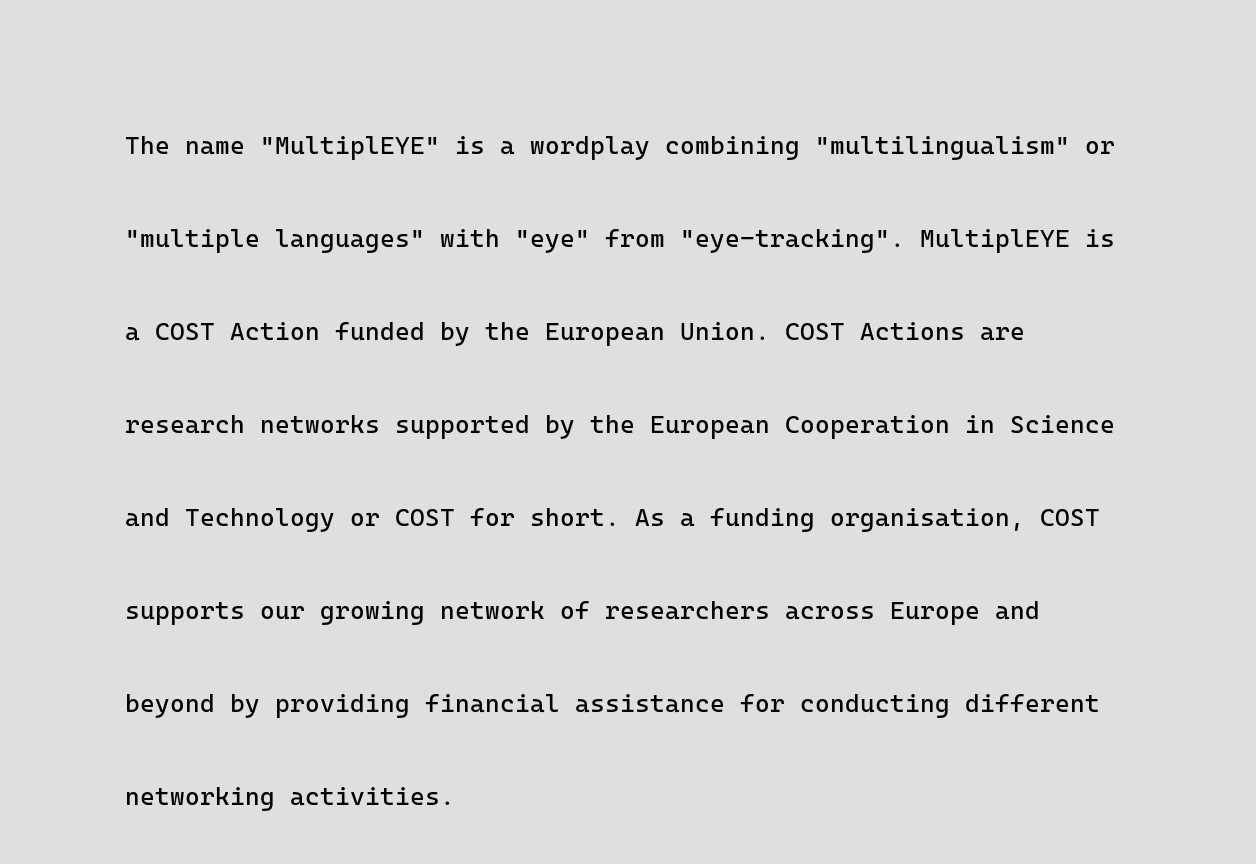 The name "MultiplEYE" is a wordplay combining "multilingualism" or
"multiple languages" with "eye" from "eye-tracking". MultiplEYE is
a COST Action funded by the European Union. COST Actions are
research networks supported by the European Cooperation in Science
and Technology or COST for short. As a funding organisation, COST
supports our growing network of researchers across Europe and
beyond by providing financial assistance for conducting different
networking activities.